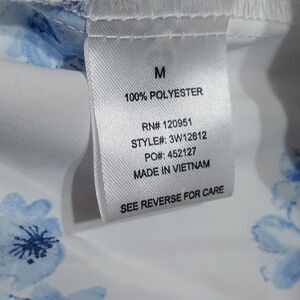 M
100% POLYESTER
RN# 120951
STYLE#: 3W12612
PO#: 452127
MADE IN VIETNAM
SEE REVERSE FOR CARE